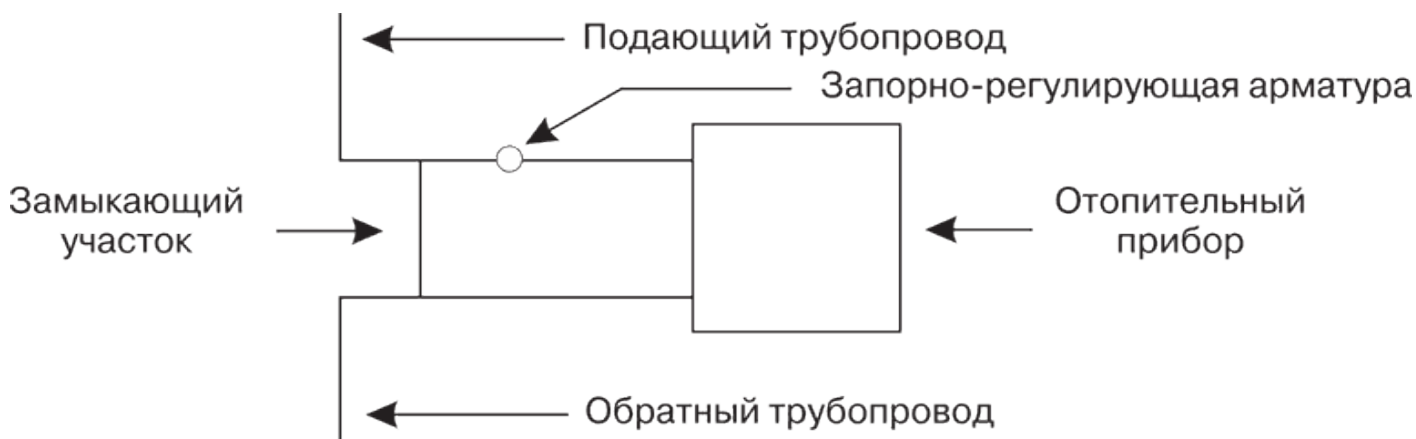 Подающий трубопровод
Запорно-регулирующая арматура
Замыкающий
участок
Отопительный
прибор
Обратный трубопровод